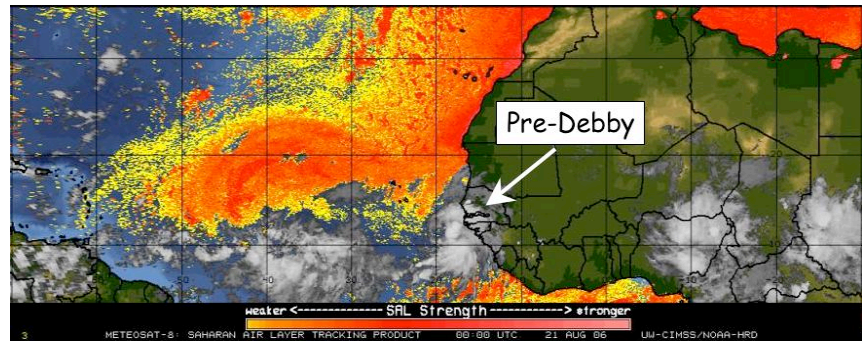 Pre-Debby
weaker <-------------- SAL Strength --------------> stronger
3 METEOSAT-8: SAHARAN AIR LAYER TRACKING PRODUCT 00:00 UTC 21 AUG 06 UW-CIMSS/NOAA-HRD